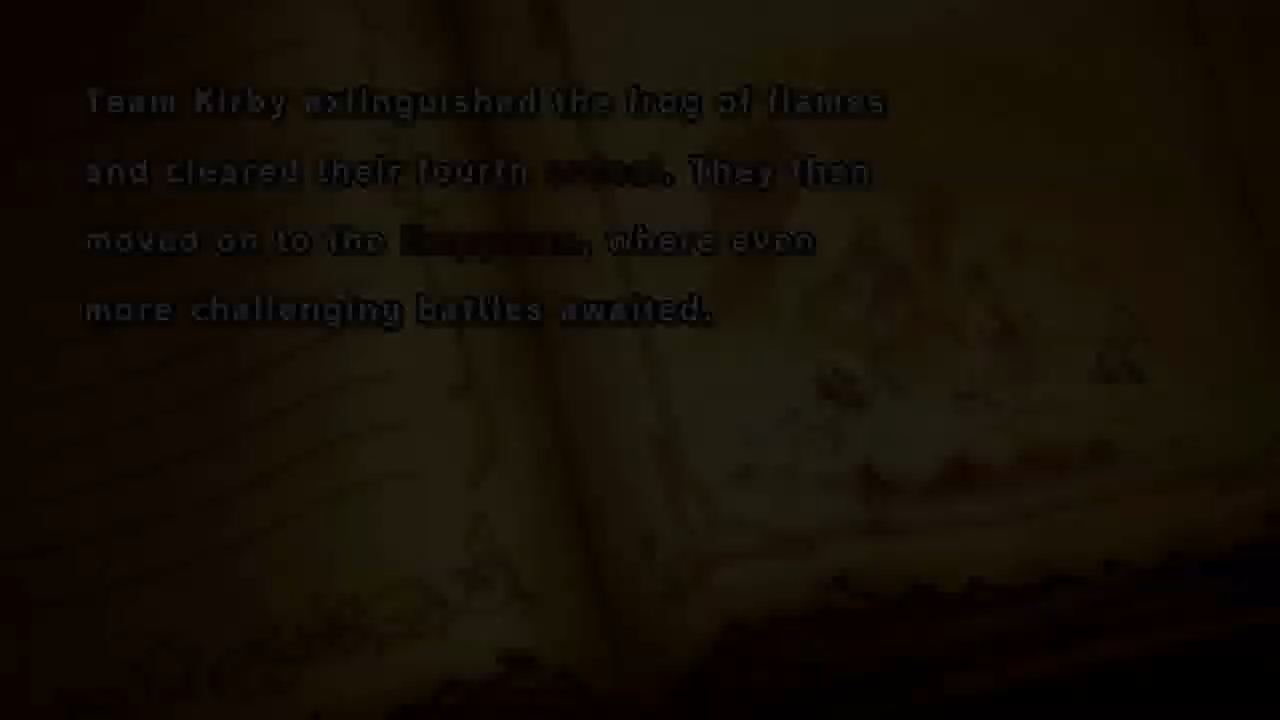 Team Kirby extinguished the frog of flames
and cleared their fourth They then
moved on to the where even
more challenging battles awaited.